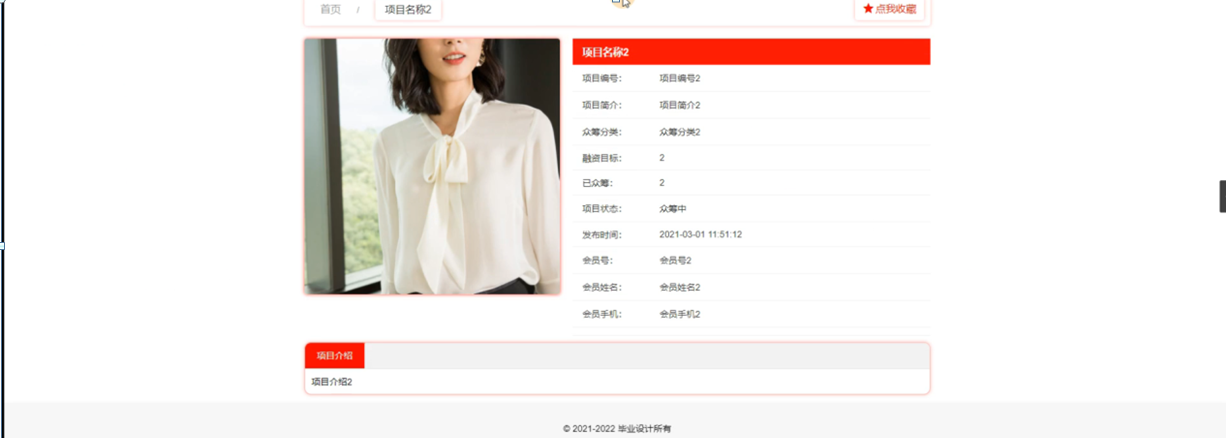 首页 / 项目名称2 ★点我收藏
项目名称2
项目编号: 项目编号2
项目简介: 项目简介2
众筹分类: 众筹分类2
融资目标: 2
已众筹: 2
项目状态: 众筹中
发布时间: 2021-03-01 11:51:12
会员号: 会员号2
会员姓名: 会员姓名2
会员手机: 会员手机2
项目介绍
项目介绍2
© 2021-2022 毕业设计所有